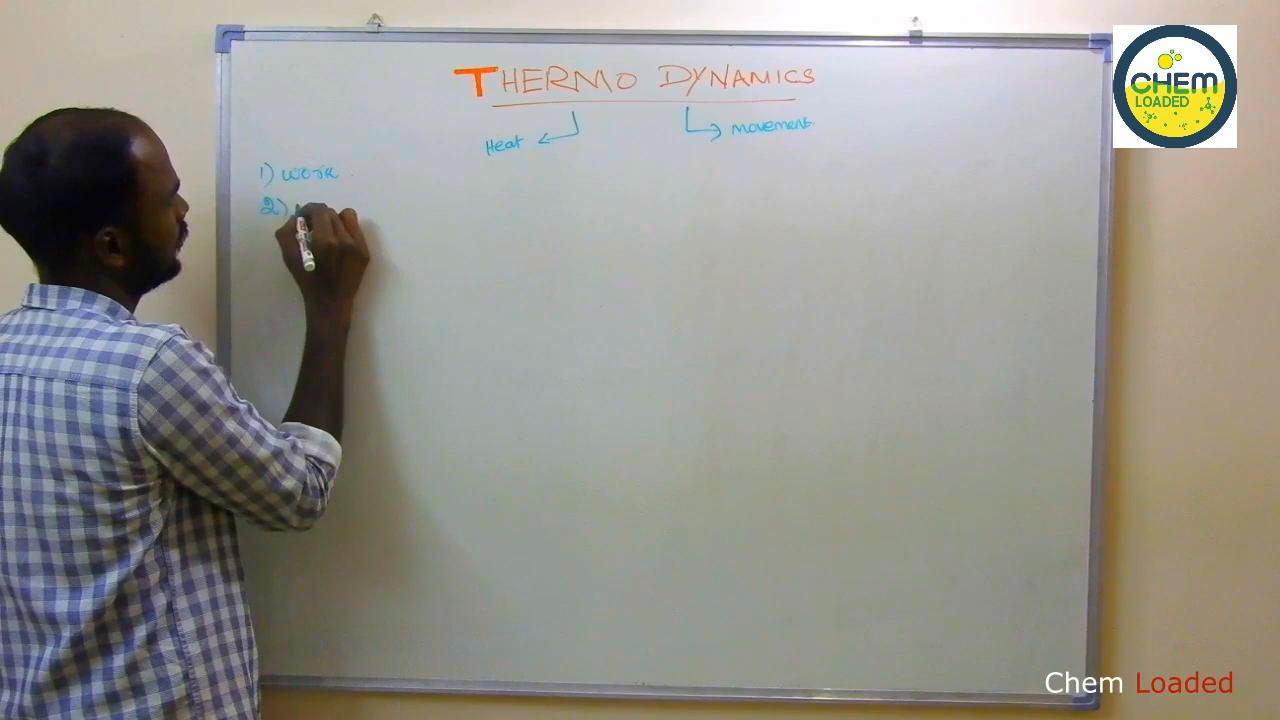 THERMO DYNAMICS
Heat
movement
1) work
2)
CHEM
LOADED
Chem Loaded